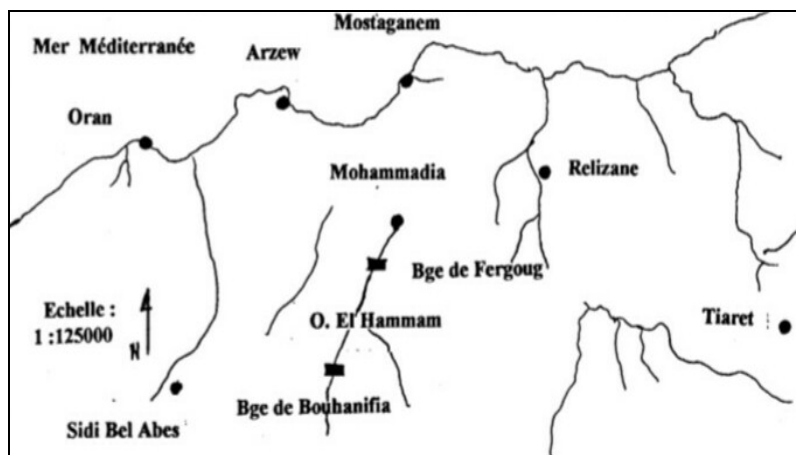 Mostaganem
Mer Méditerranée
Arzew
Oran
Mohammadia
Relizane
Bge de Fergoug
Echelle :
1 :125000
N
O. El Hammam
Tiaret
Bge de Bouhanifia
Sidi Bel Abes